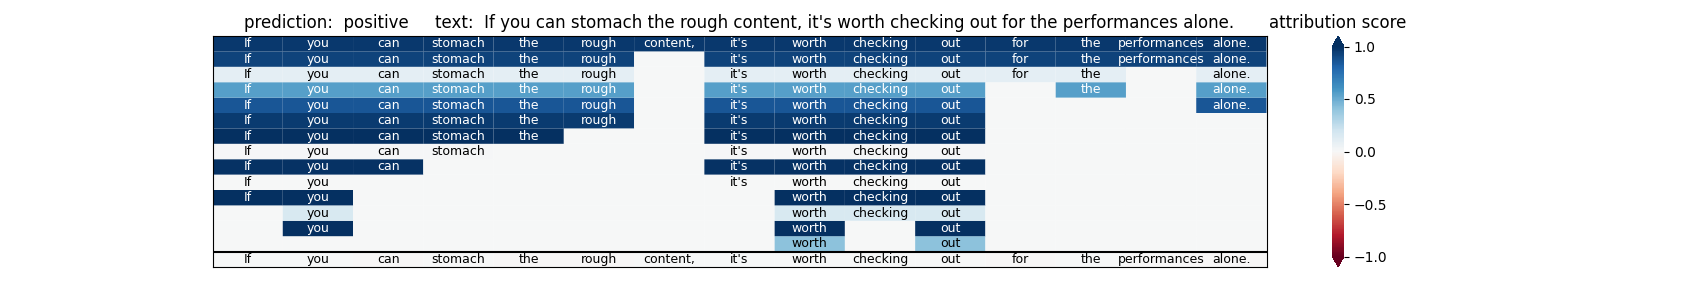 prediction: positive text: If you can stomach the rough content, it's worth checking out for the performances alone. attribution score
If you can stomach the rough content, it's worth checking out for the performances alone.
If you can stomach the rough it's worth checking out for the performances alone.
If you can stomach the rough it's worth checking out for the alone.
If you can stomach the rough it's worth checking out the alone.
If you can stomach the rough it's worth checking out alone.
If you can stomach the rough it's worth checking out
If you can stomach the it's worth checking out
If you can stomach it's worth checking out
If you can it's worth checking out
If you it's worth checking out
If you worth checking out
you worth checking out
you worth out
worth out
If you can stomach the rough content, it's worth checking out for the performances alone.
1.0
0.5
0.0
−0.5
−1.0